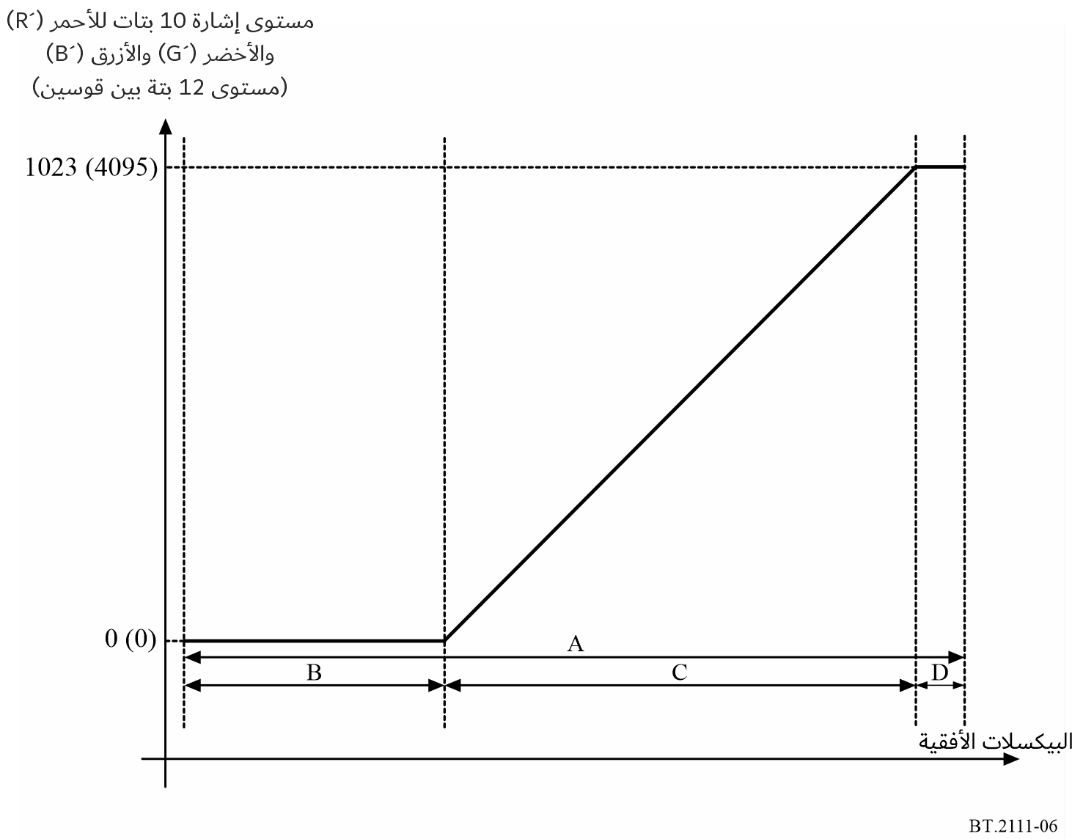 مستوى إشارة 10 بتات للأحمر (R´)
والأخضر (G´) والأزرق (B´)
(مستوى 12 بتة بين قوسين)
1023 (4095)
0 (0)
A
B
C
D
البيكسلات الأفقية
BT.2111-06